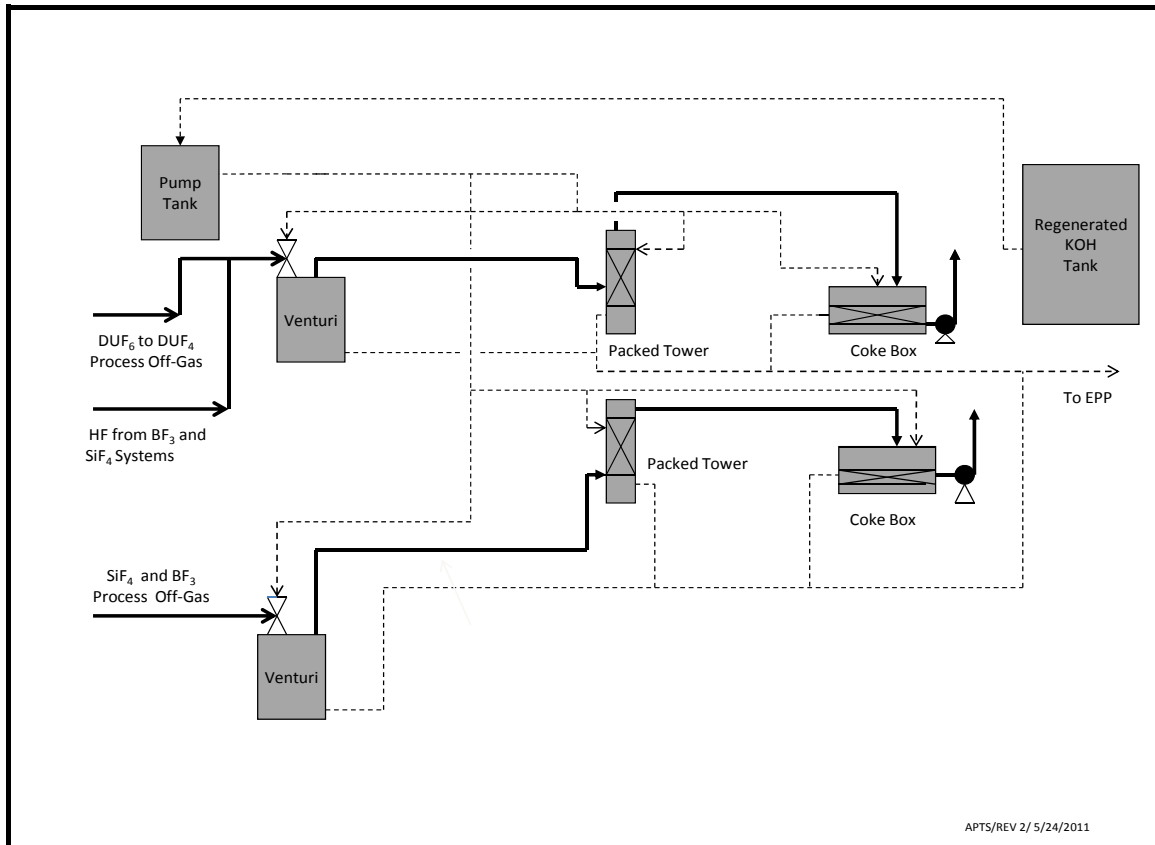 Pump
Tank
Regenerated
KOH
Tank
Venturi
DUF₆ to DUF₄
Process Off-Gas
Packed Tower
Coke Box
To EPP
HF from BF₃ and
SiF₄ Systems
Packed Tower
Coke Box
SiF₄ and BF₃
Process Off-Gas
Venturi
APTS/REV 2/ 5/24/2011